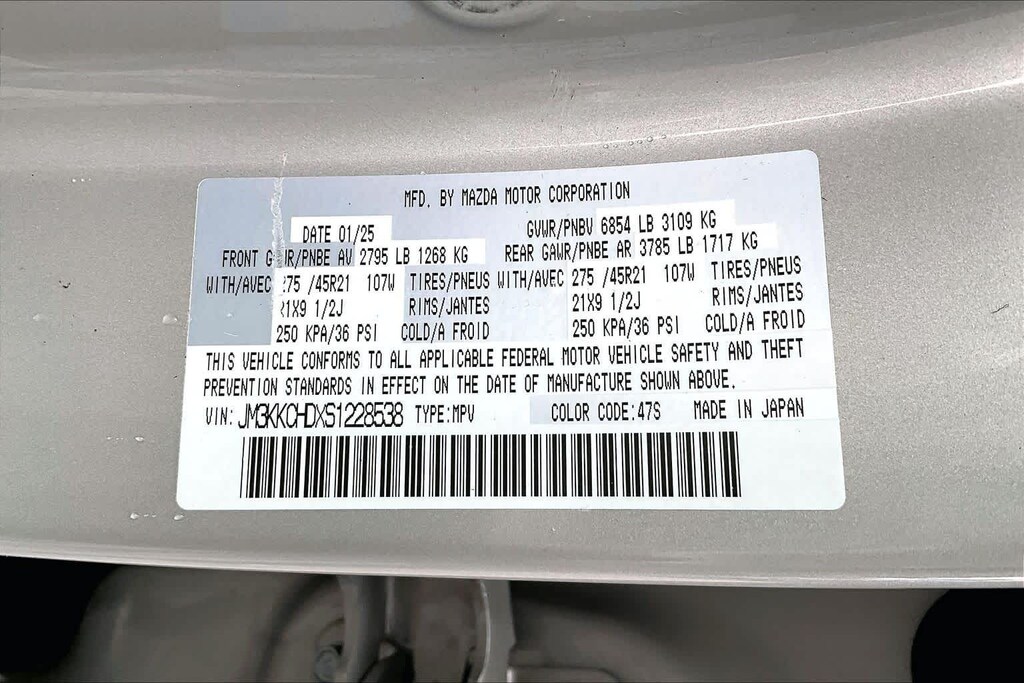 MFD. BY MAZDA MOTOR CORPORATION
DATE 01/25 GVWR/PNBV 6854 LB 3109 KG
FRONT GAWR/PNBE AV 2795 LB 1268 KG REAR GAWR/PNBE AR 3785 LB 1717 KG
WITH/AVEC 275 /45R21 107W TIRES/PNEUS WITH/AVEC 275 /45R21 107W TIRES/PNEUS
21X9 1/2J RIMS/JANTES 21X9 1/2J RIMS/JANTES
250 KPA/36 PSI COLD/A FROID 250 KPA/36 PSI COLD/A FROID
THIS VEHICLE CONFORMS TO ALL APPLICABLE FEDERAL MOTOR VEHICLE SAFETY AND THEFT
PREVENTION STANDARDS IN EFFECT ON THE DATE OF MANUFACTURE SHOWN ABOVE.
VIN: JM3KKCHDXS1228538 TYPE:MPV COLOR CODE:47S MADE IN JAPAN